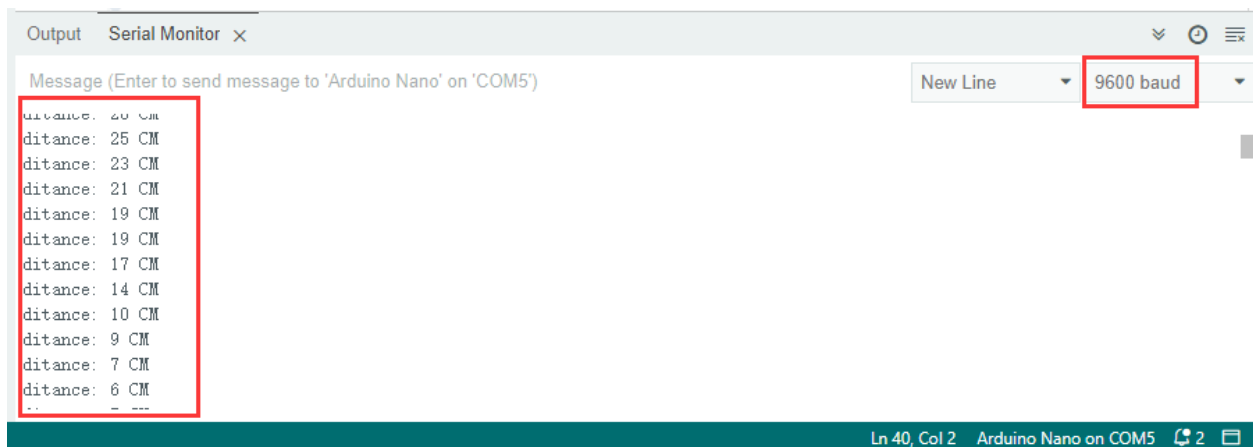 Output Serial Monitor ×
Message (Enter to send message to 'Arduino Nano' on 'COM5') New Line 9600 baud
ditance: 25 CM
ditance: 23 CM
ditance: 21 CM
ditance: 19 CM
ditance: 19 CM
ditance: 17 CM
ditance: 14 CM
ditance: 10 CM
ditance: 9 CM
ditance: 7 CM
ditance: 6 CM
Ln 40, Col 2 Arduino Nano on COM5 2